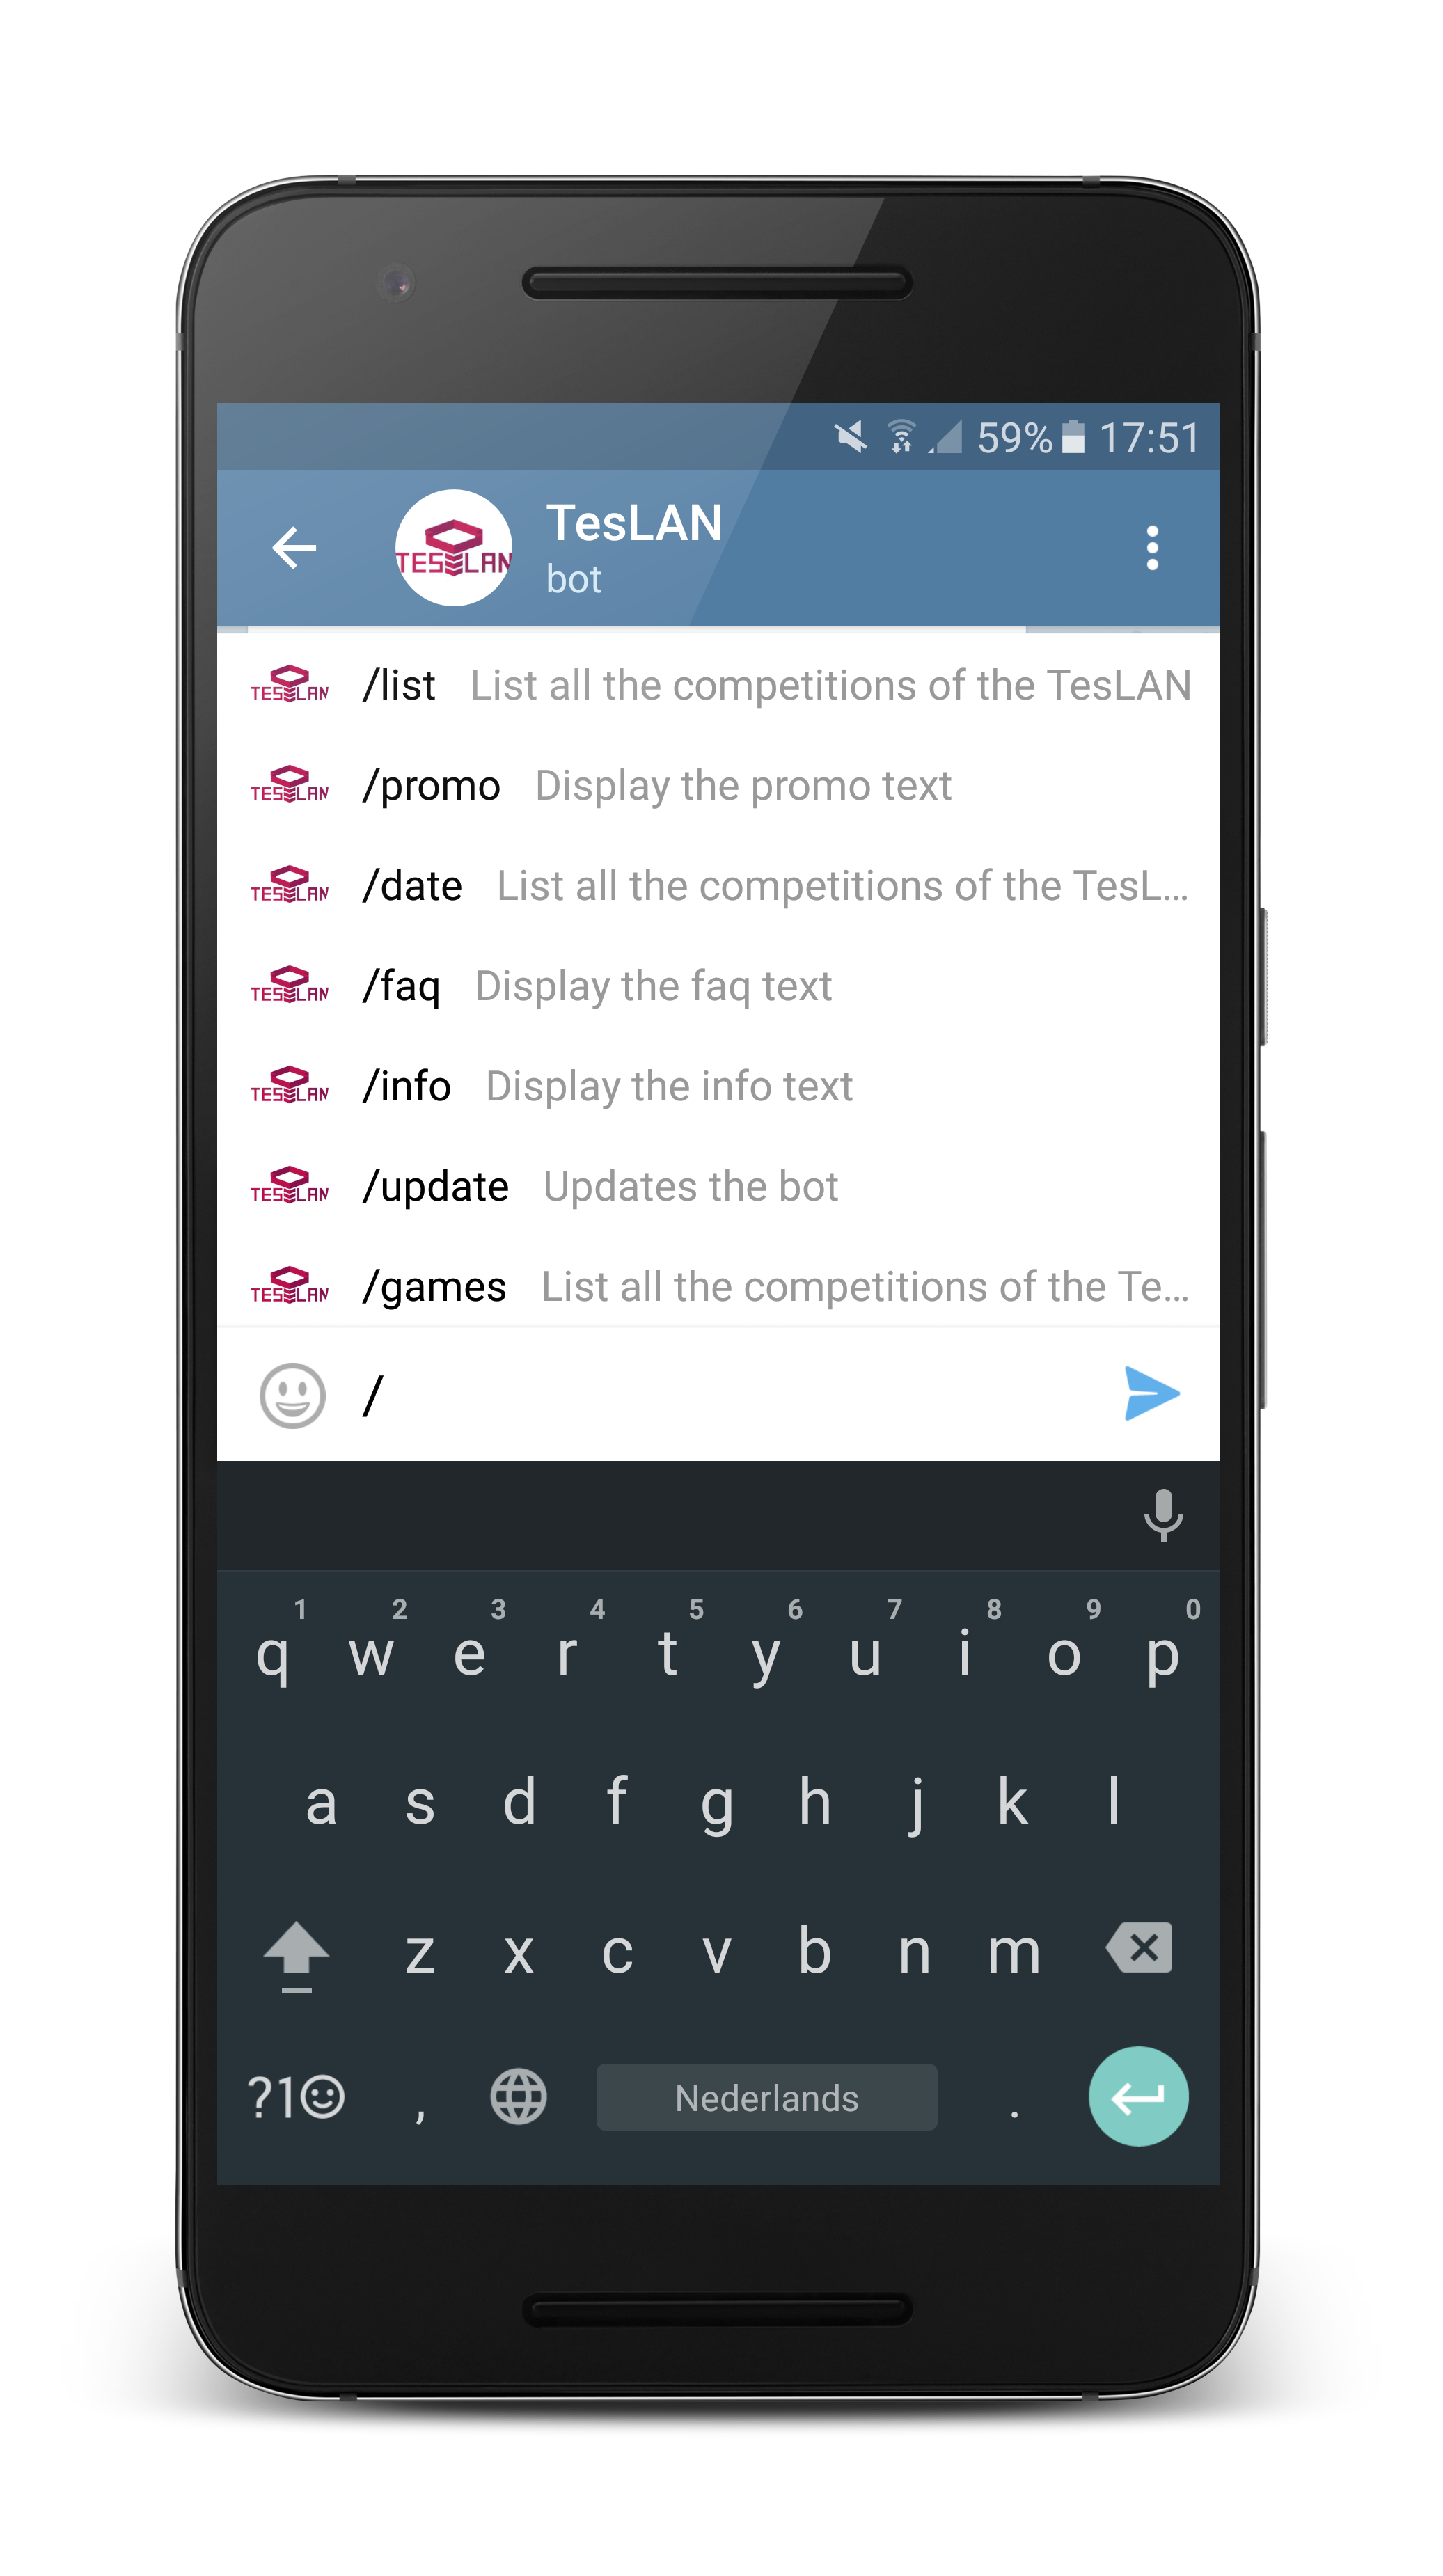 59% 17:51
TESLAN
TesLAN
bot
TESLAN /list List all the competitions of the TesLAN
TESLAN /promo Display the promo text
TESLAN /date List all the competitions of the TesL...
TESLAN /faq Display the faq text
TESLAN /info Display the info text
TESLAN /update Updates the bot
TESLAN /games List all the competitions of the Te...
/
1 2 3 4 5 6 7 8 9 0
q w e r t y u i o p
a s d f g h j k l
z x c v b n m
?1☺ , Nederlands .